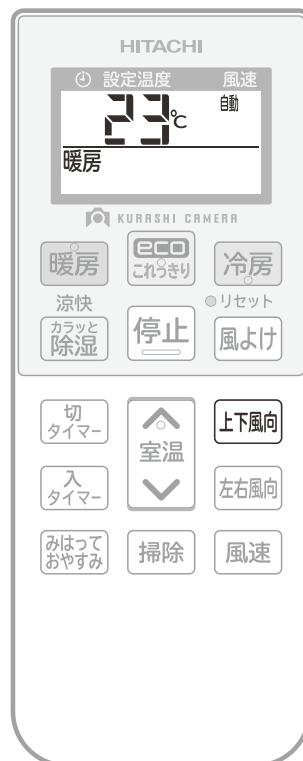 HITACHI
設定温度 風速
23℃ 自動
暖房
KURASHI CAMERA
暖房 eco これっきり 冷房
涼快 リセット
カラッと除湿 停止 風よけ
切タイマー 室温 上下風向
入タイマー 左右風向
みはっておやすみ 掃除 風速